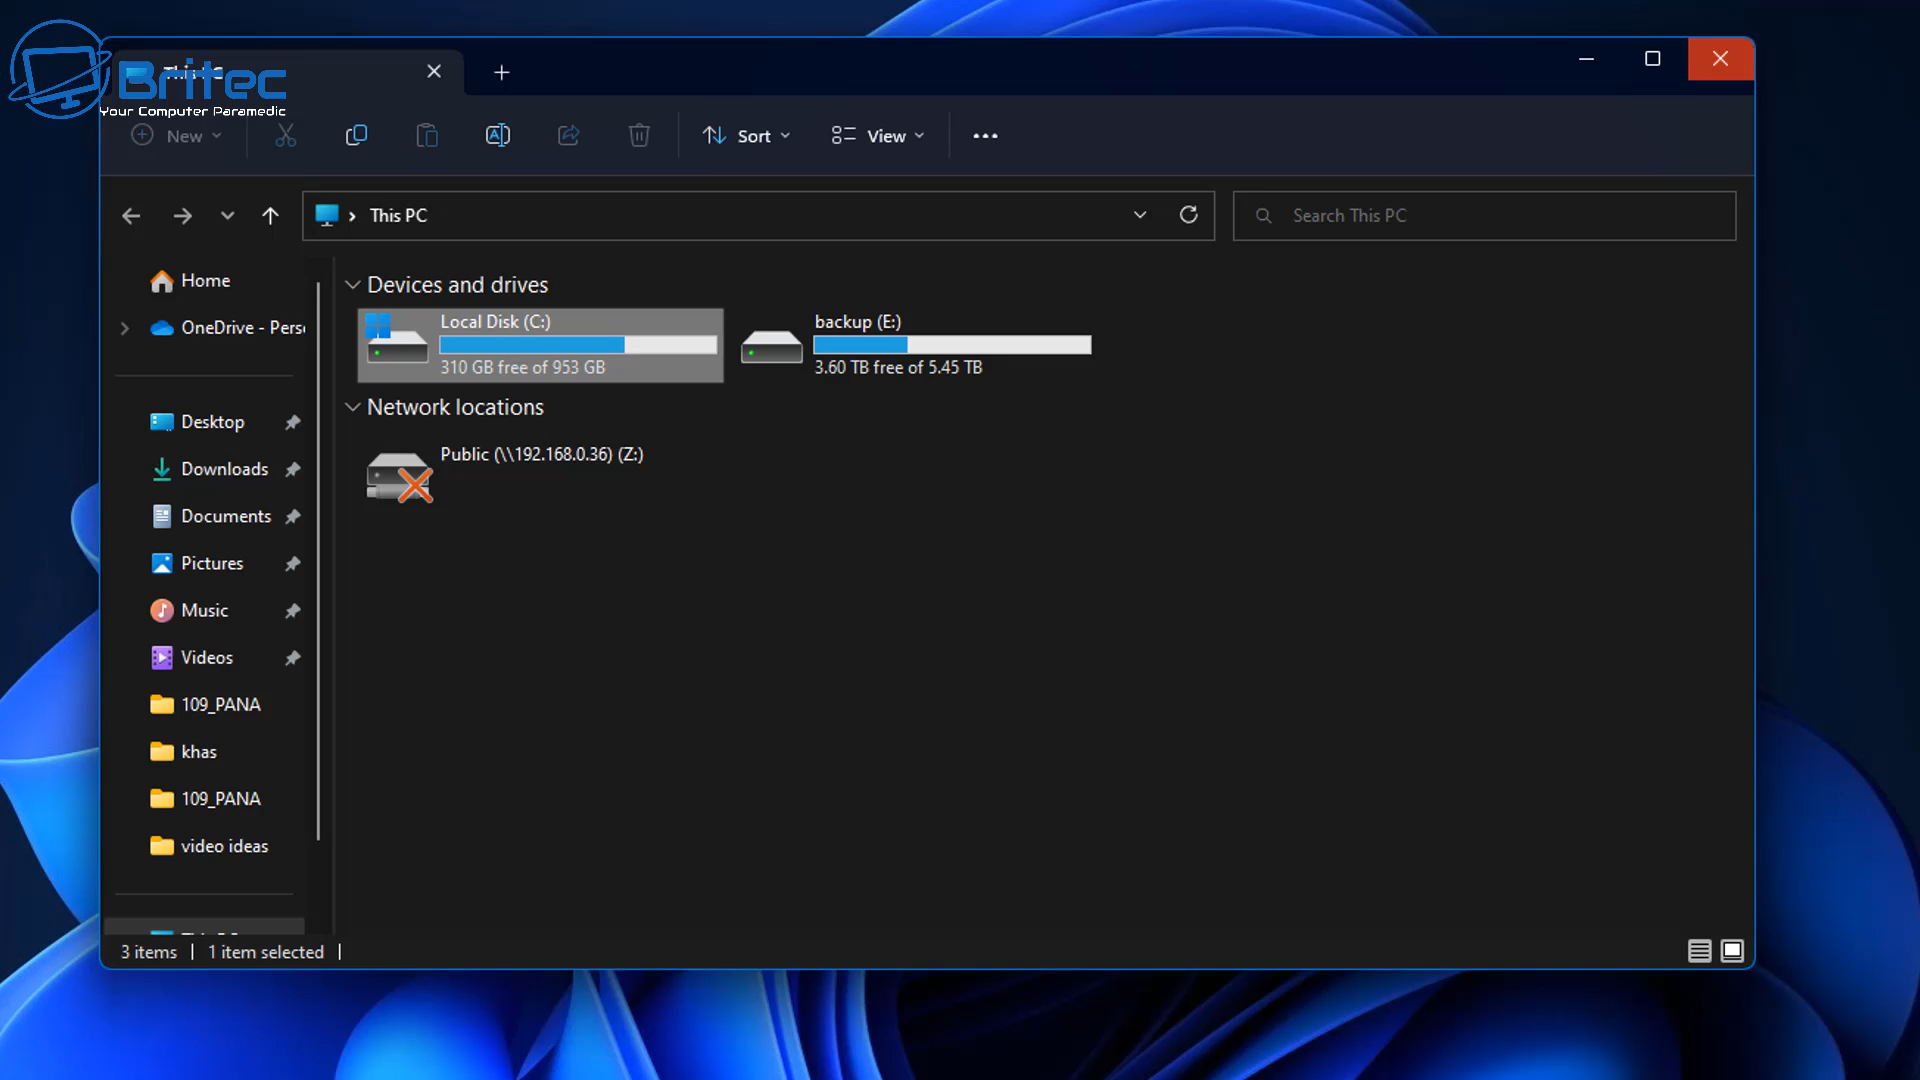 Britec
Your Computer Paramedic
New
Sort
View
This PC
Search This PC
Home
OneDrive - Pers
Desktop
Downloads
Documents
Pictures
Music
Videos
109_PANA
khas
109_PANA
video ideas
Devices and drives
Local Disk (C:)
310 GB free of 953 GB
backup (E:)
3.60 TB free of 5.45 TB
Network locations
Public (\\192.168.0.36) (Z:)
3 items
1 item selected